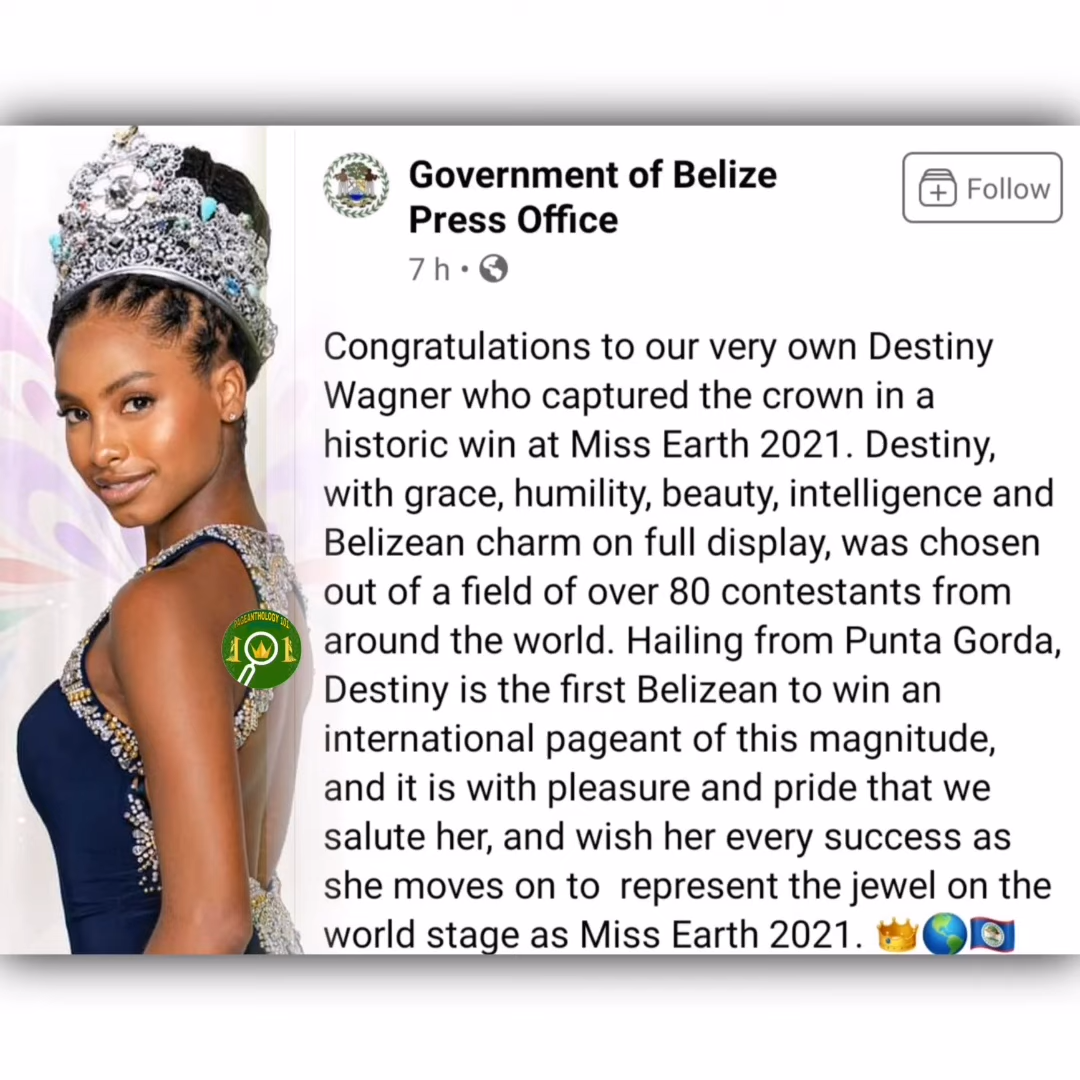 Government of Belize
Press Office
7 h •
Follow
Congratulations to our very own Destiny
Wagner who captured the crown in a
historic win at Miss Earth 2021. Destiny,
with grace, humility, beauty, intelligence and
Belizean charm on full display, was chosen
out of a field of over 80 contestants from
around the world. Hailing from Punta Gorda,
Destiny is the first Belizean to win an
international pageant of this magnitude,
and it is with pleasure and pride that we
salute her, and wish her every success as
she moves on to  represent the jewel on the
world stage as Miss Earth 2021. 👑🌎🇧🇿
PAGEANTHOLOGY 101
101